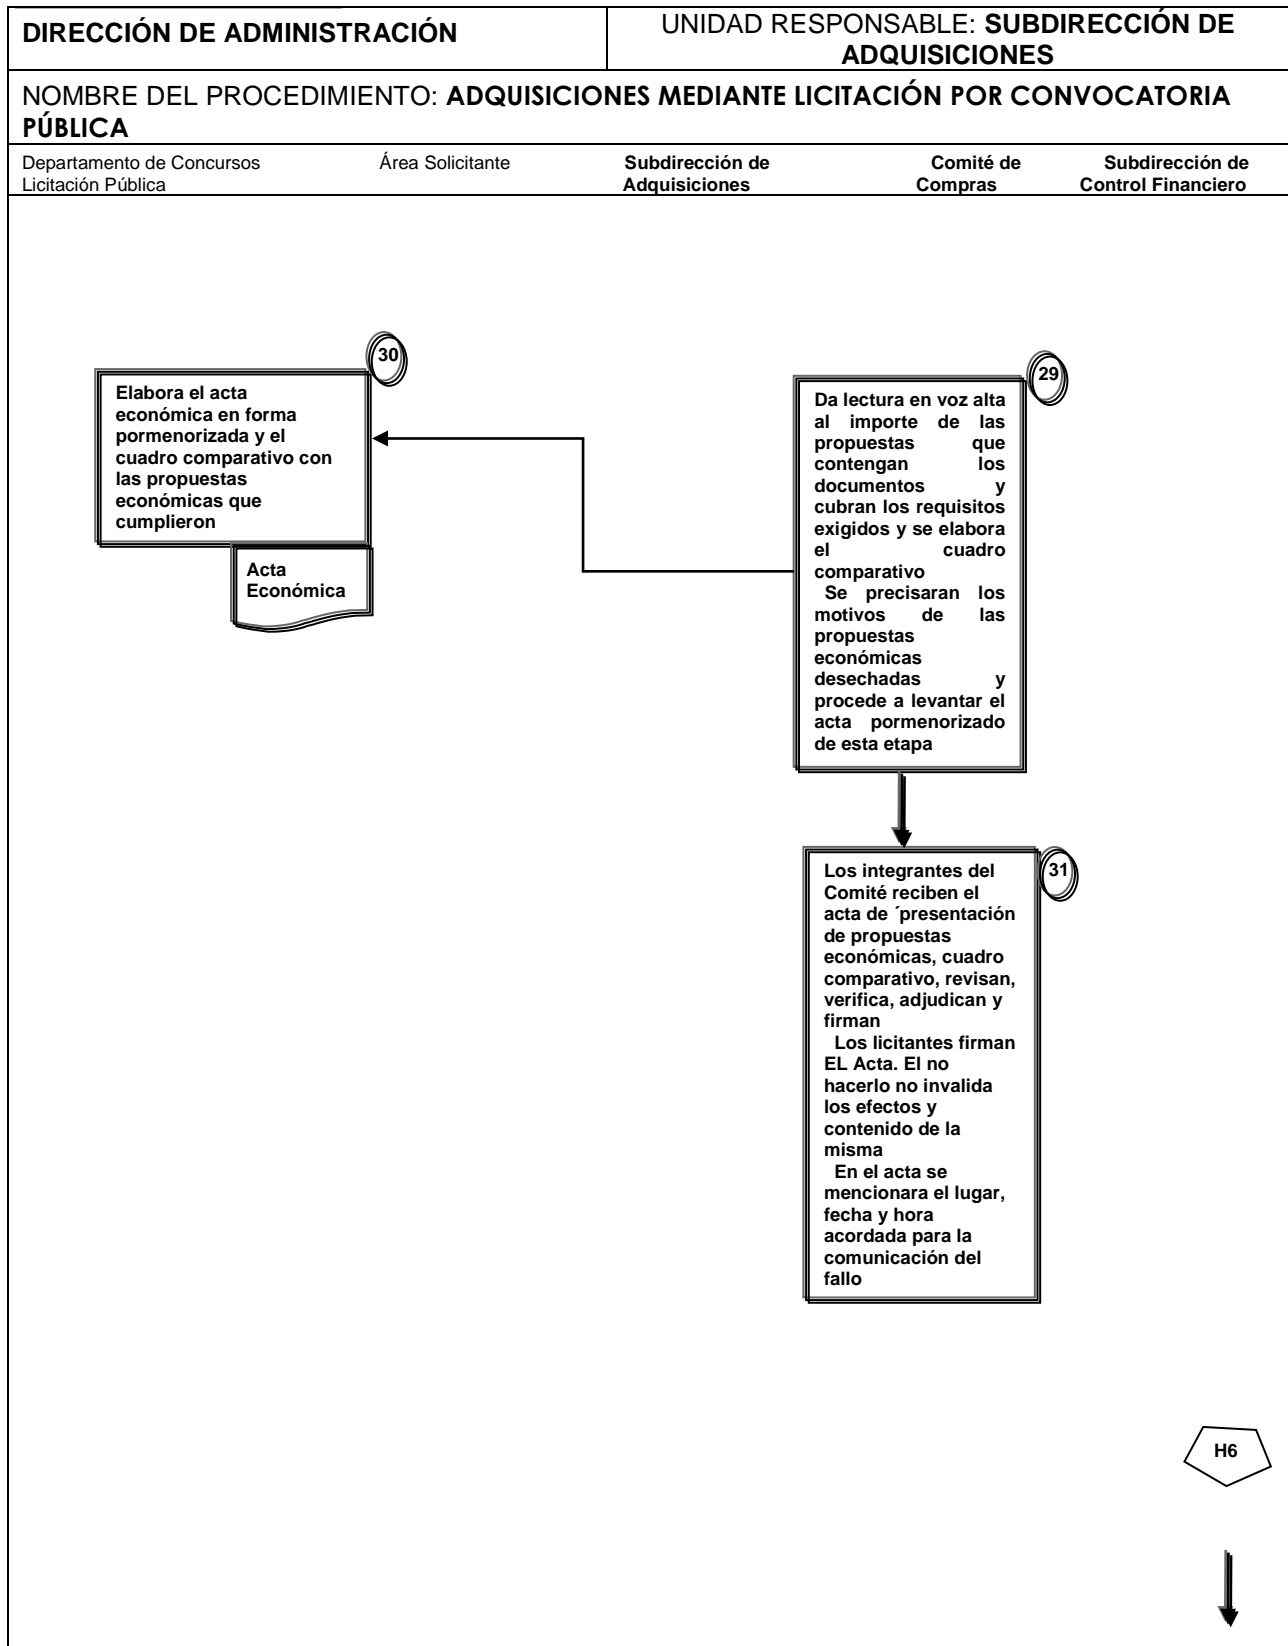 DIRECCIÓN DE ADMINISTRACIÓN
UNIDAD RESPONSABLE: SUBDIRECCIÓN DE
ADQUISICIONES
NOMBRE DEL PROCEDIMIENTO: ADQUISICIONES MEDIANTE LICITACIÓN POR CONVOCATORIA
PÚBLICA
Departamento de Concursos
Licitación Pública
Área Solicitante
Subdirección de
Adquisiciones
Comité de
Compras
Subdirección de
Control Financiero
30
Elabora el acta
económica en forma
pormenorizada y el
cuadro comparativo con
las propuestas
económicas que
cumplieron
Acta
Económica
29
Da lectura en voz alta
al importe de las
propuestas que
contengan los
documentos y
cubran los requisitos
exigidos y se elabora
el cuadro
comparativo
Se precisaran los
motivos de las
propuestas
económicas
desechadas y
procede a levantar el
acta pormenorizado
de esta etapa
31
Los integrantes del
Comité reciben el
acta de ´presentación
de propuestas
económicas, cuadro
comparativo, revisan,
verifica, adjudican y
firman
Los licitantes firman
EL Acta. El no
hacerlo no invalida
los efectos y
contenido de la
misma
En el acta se
mencionara el lugar,
fecha y hora
acordada para la
comunicación del
fallo
H6